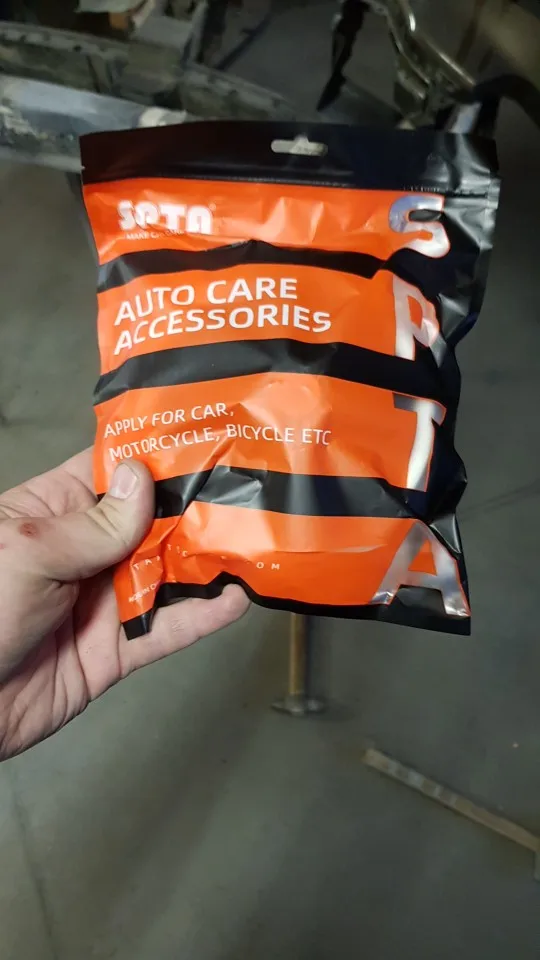 SPTA®
AUTO CARE
ACCESSORIES
APPLY FOR CAR,
MOTORCYCLE, BICYCLE ETC
S
P
T
A